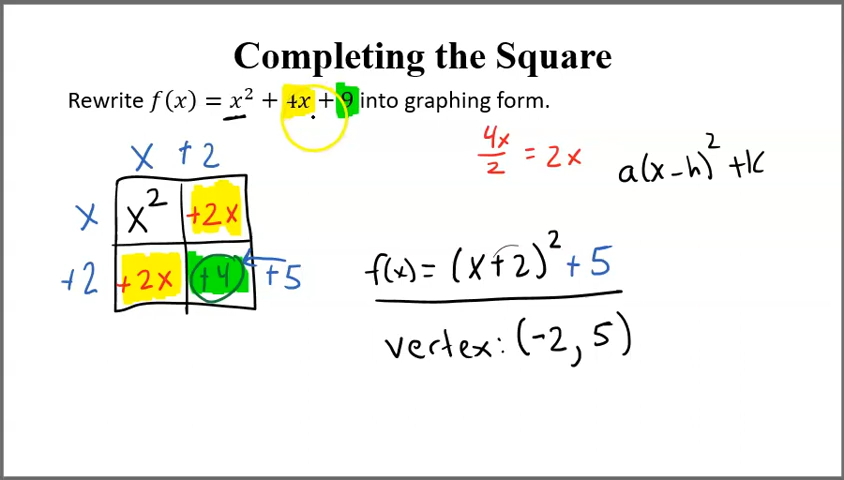 Completing the Square
Rewrite f(x) = x² + 4x + 9 into graphing form.
x +2
x x² +2x
+2 +2x +4 +5
4x/2 = 2x
a(x-h)² + k
f(x) = (x+2)² + 5
vertex: (-2, 5)